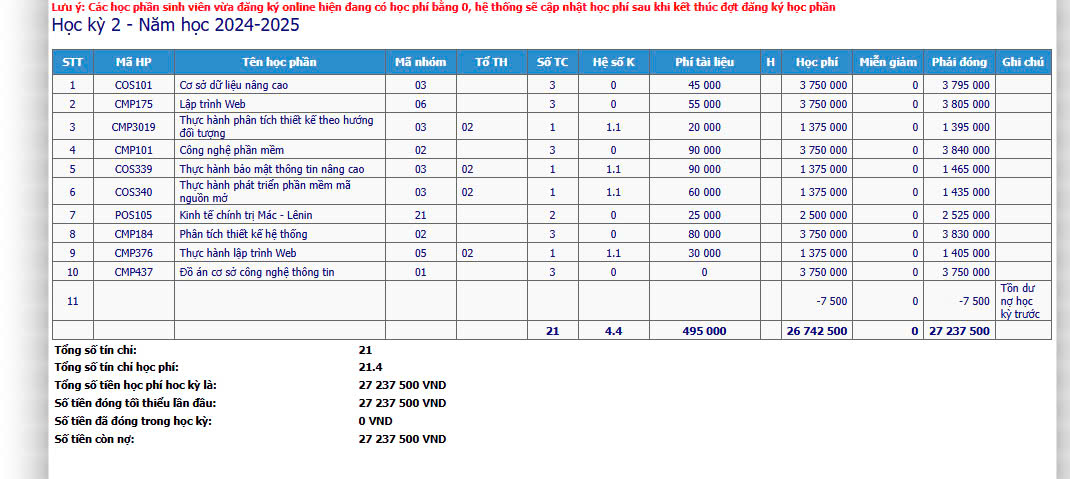 Lưu ý: Các học phần sinh viên vừa đăng ký online hiện đang có học phí bằng 0, hệ thống sẽ cập nhật học phí sau khi kết thúc đợt đăng ký học phần
Học kỳ 2 - Năm học 2024-2025
STT Mã HP Tên học phần Mã nhóm Tổ TH Số TC Hệ số K Phí tài liệu H Học phí Miễn giảm Phải đóng Ghi chú
1 COS101 Cơ sở dữ liệu nâng cao 03 3 0 45 000 3 750 000 0 3 795 000
2 CMP175 Lập trình Web 06 3 0 55 000 3 750 000 0 3 805 000
3 CMP3019 Thực hành phân tích thiết kế theo hướng
đối tượng 03 02 1 1.1 20 000 1 375 000 0 1 395 000
4 CMP101 Công nghệ phần mềm 02 3 0 90 000 3 750 000 0 3 840 000
5 COS339 Thực hành bảo mật thông tin nâng cao 03 02 1 1.1 90 000 1 375 000 0 1 465 000
6 COS340 Thực hành phát triển phần mềm mã
nguồn mở 03 02 1 1.1 60 000 1 375 000 0 1 435 000
7 POS105 Kinh tế chính trị Mác - Lênin 21 2 0 25 000 2 500 000 0 2 525 000
8 CMP184 Phân tích thiết kế hệ thống 02 3 0 80 000 3 750 000 0 3 830 000
9 CMP376 Thực hành lập trình Web 05 02 1 1.1 30 000 1 375 000 0 1 405 000
10 CMP437 Đồ án cơ sở công nghệ thông tin 01 3 0 0 3 750 000 0 3 750 000
11 -7 500 0 -7 500 Tồn dư
nợ học
kỳ trước
21 4.4 495 000 26 742 500 0 27 237 500
Tổng số tín chỉ: 21
Tổng số tín chỉ học phí: 21.4
Tổng số tiền học phí học kỳ là: 27 237 500 VND
Số tiền đóng tối thiểu lần đầu: 27 237 500 VND
Số tiền đã đóng trong học kỳ: 0 VND
Số tiền còn nợ: 27 237 500 VND